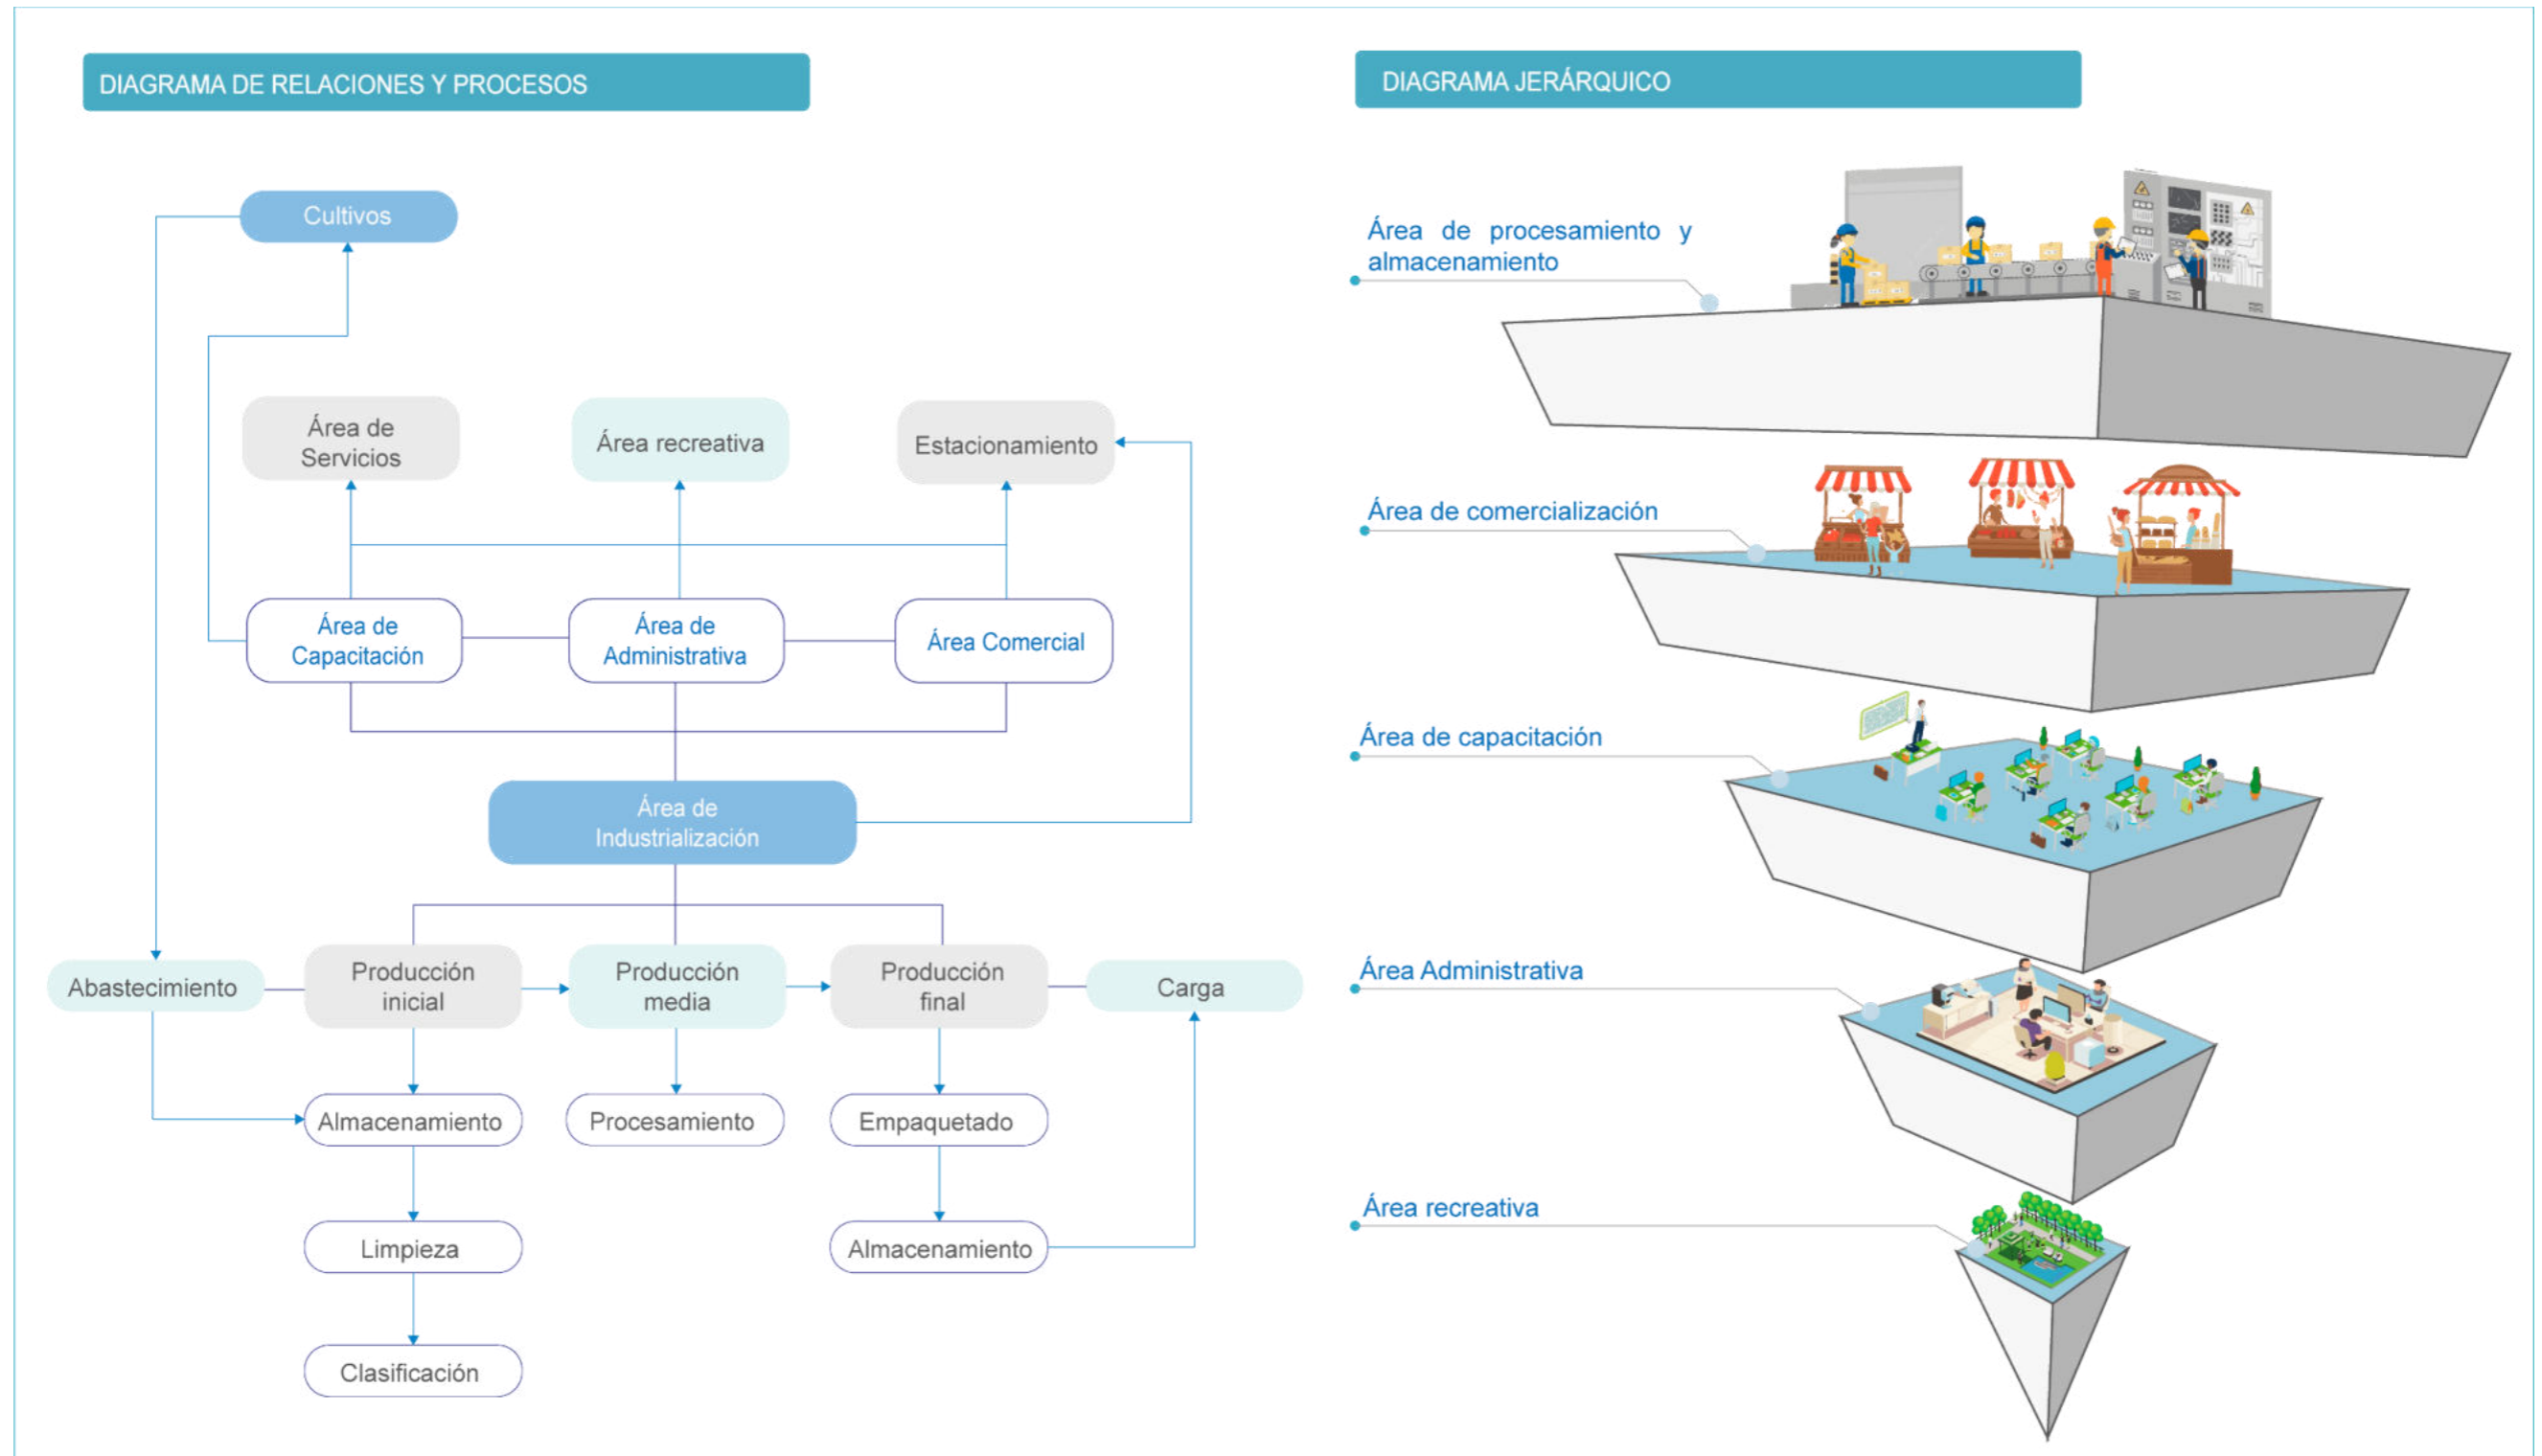 DIAGRAMA DE RELACIONES Y PROCESOS
Cultivos
Área de
Servicios
Área recreativa
Estacionamiento
Área de
Capacitación
Área de
Administrativa
Área Comercial
Área de
Industrialización
Abastecimiento
Producción
inicial
Producción
media
Producción
final
Carga
Almacenamiento
Procesamiento
Empaquetado
Limpieza
Almacenamiento
Clasificación
DIAGRAMA JERÁRQUICO
Área de procesamiento y
almacenamiento
Área de comercialización
Área de capacitación
Área Administrativa
Área recreativa